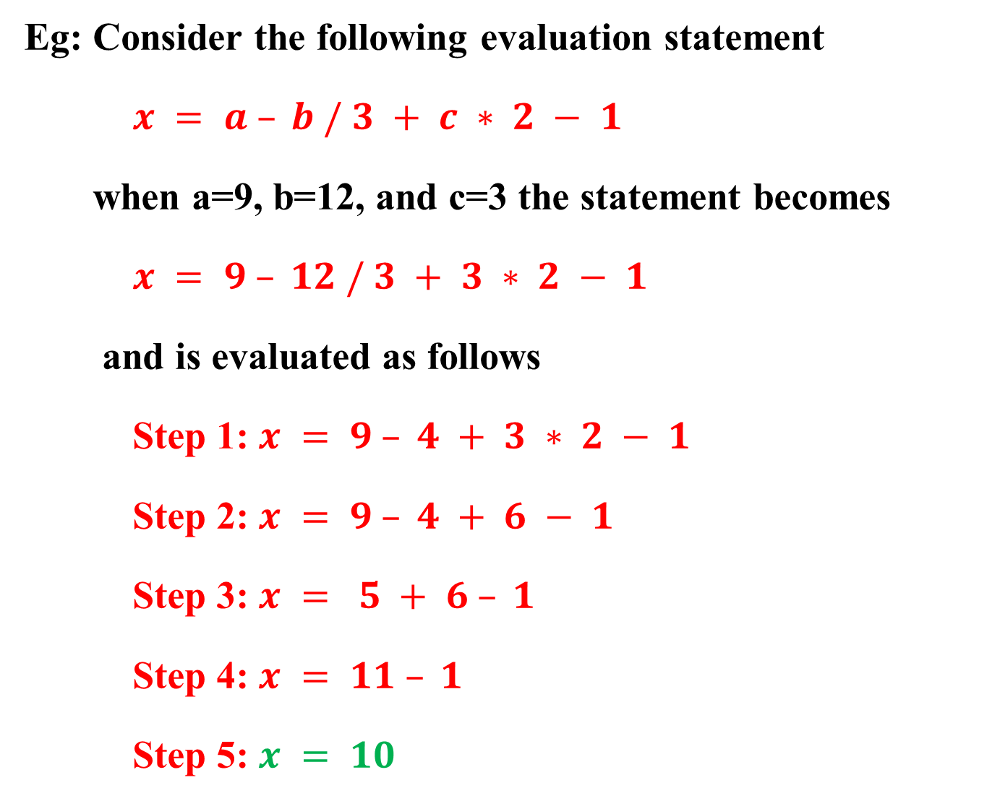 Eg: Consider the following evaluation statement
x = a – b / 3 + c ∗ 2 − 1
when a=9, b=12, and c=3 the statement becomes
x = 9 – 12 / 3 + 3 ∗ 2 − 1
and is evaluated as follows
Step 1: x = 9 – 4 + 3 ∗ 2 − 1
Step 2: x = 9 – 4 + 6 − 1
Step 3: x = 5 + 6 – 1
Step 4: x = 11 – 1
Step 5: x = 10